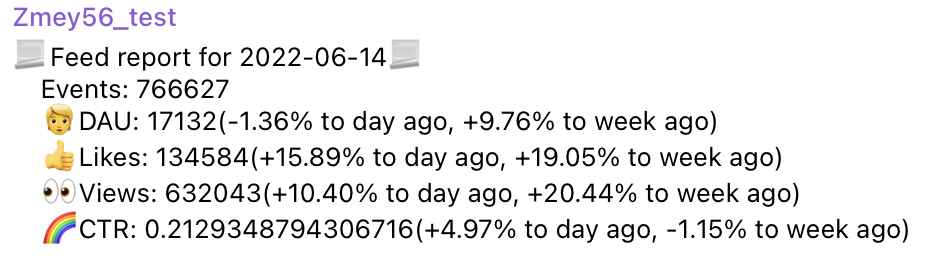 Zmey56_test
📜Feed report for 2022-06-14📜
Events: 766627
🧑DAU: 17132(-1.36% to day ago, +9.76% to week ago)
👍Likes: 134584(+15.89% to day ago, +19.05% to week ago)
👀Views: 632043(+10.40% to day ago, +20.44% to week ago)
🌈CTR: 0.2129348794306716(+4.97% to day ago, -1.15% to week ago)